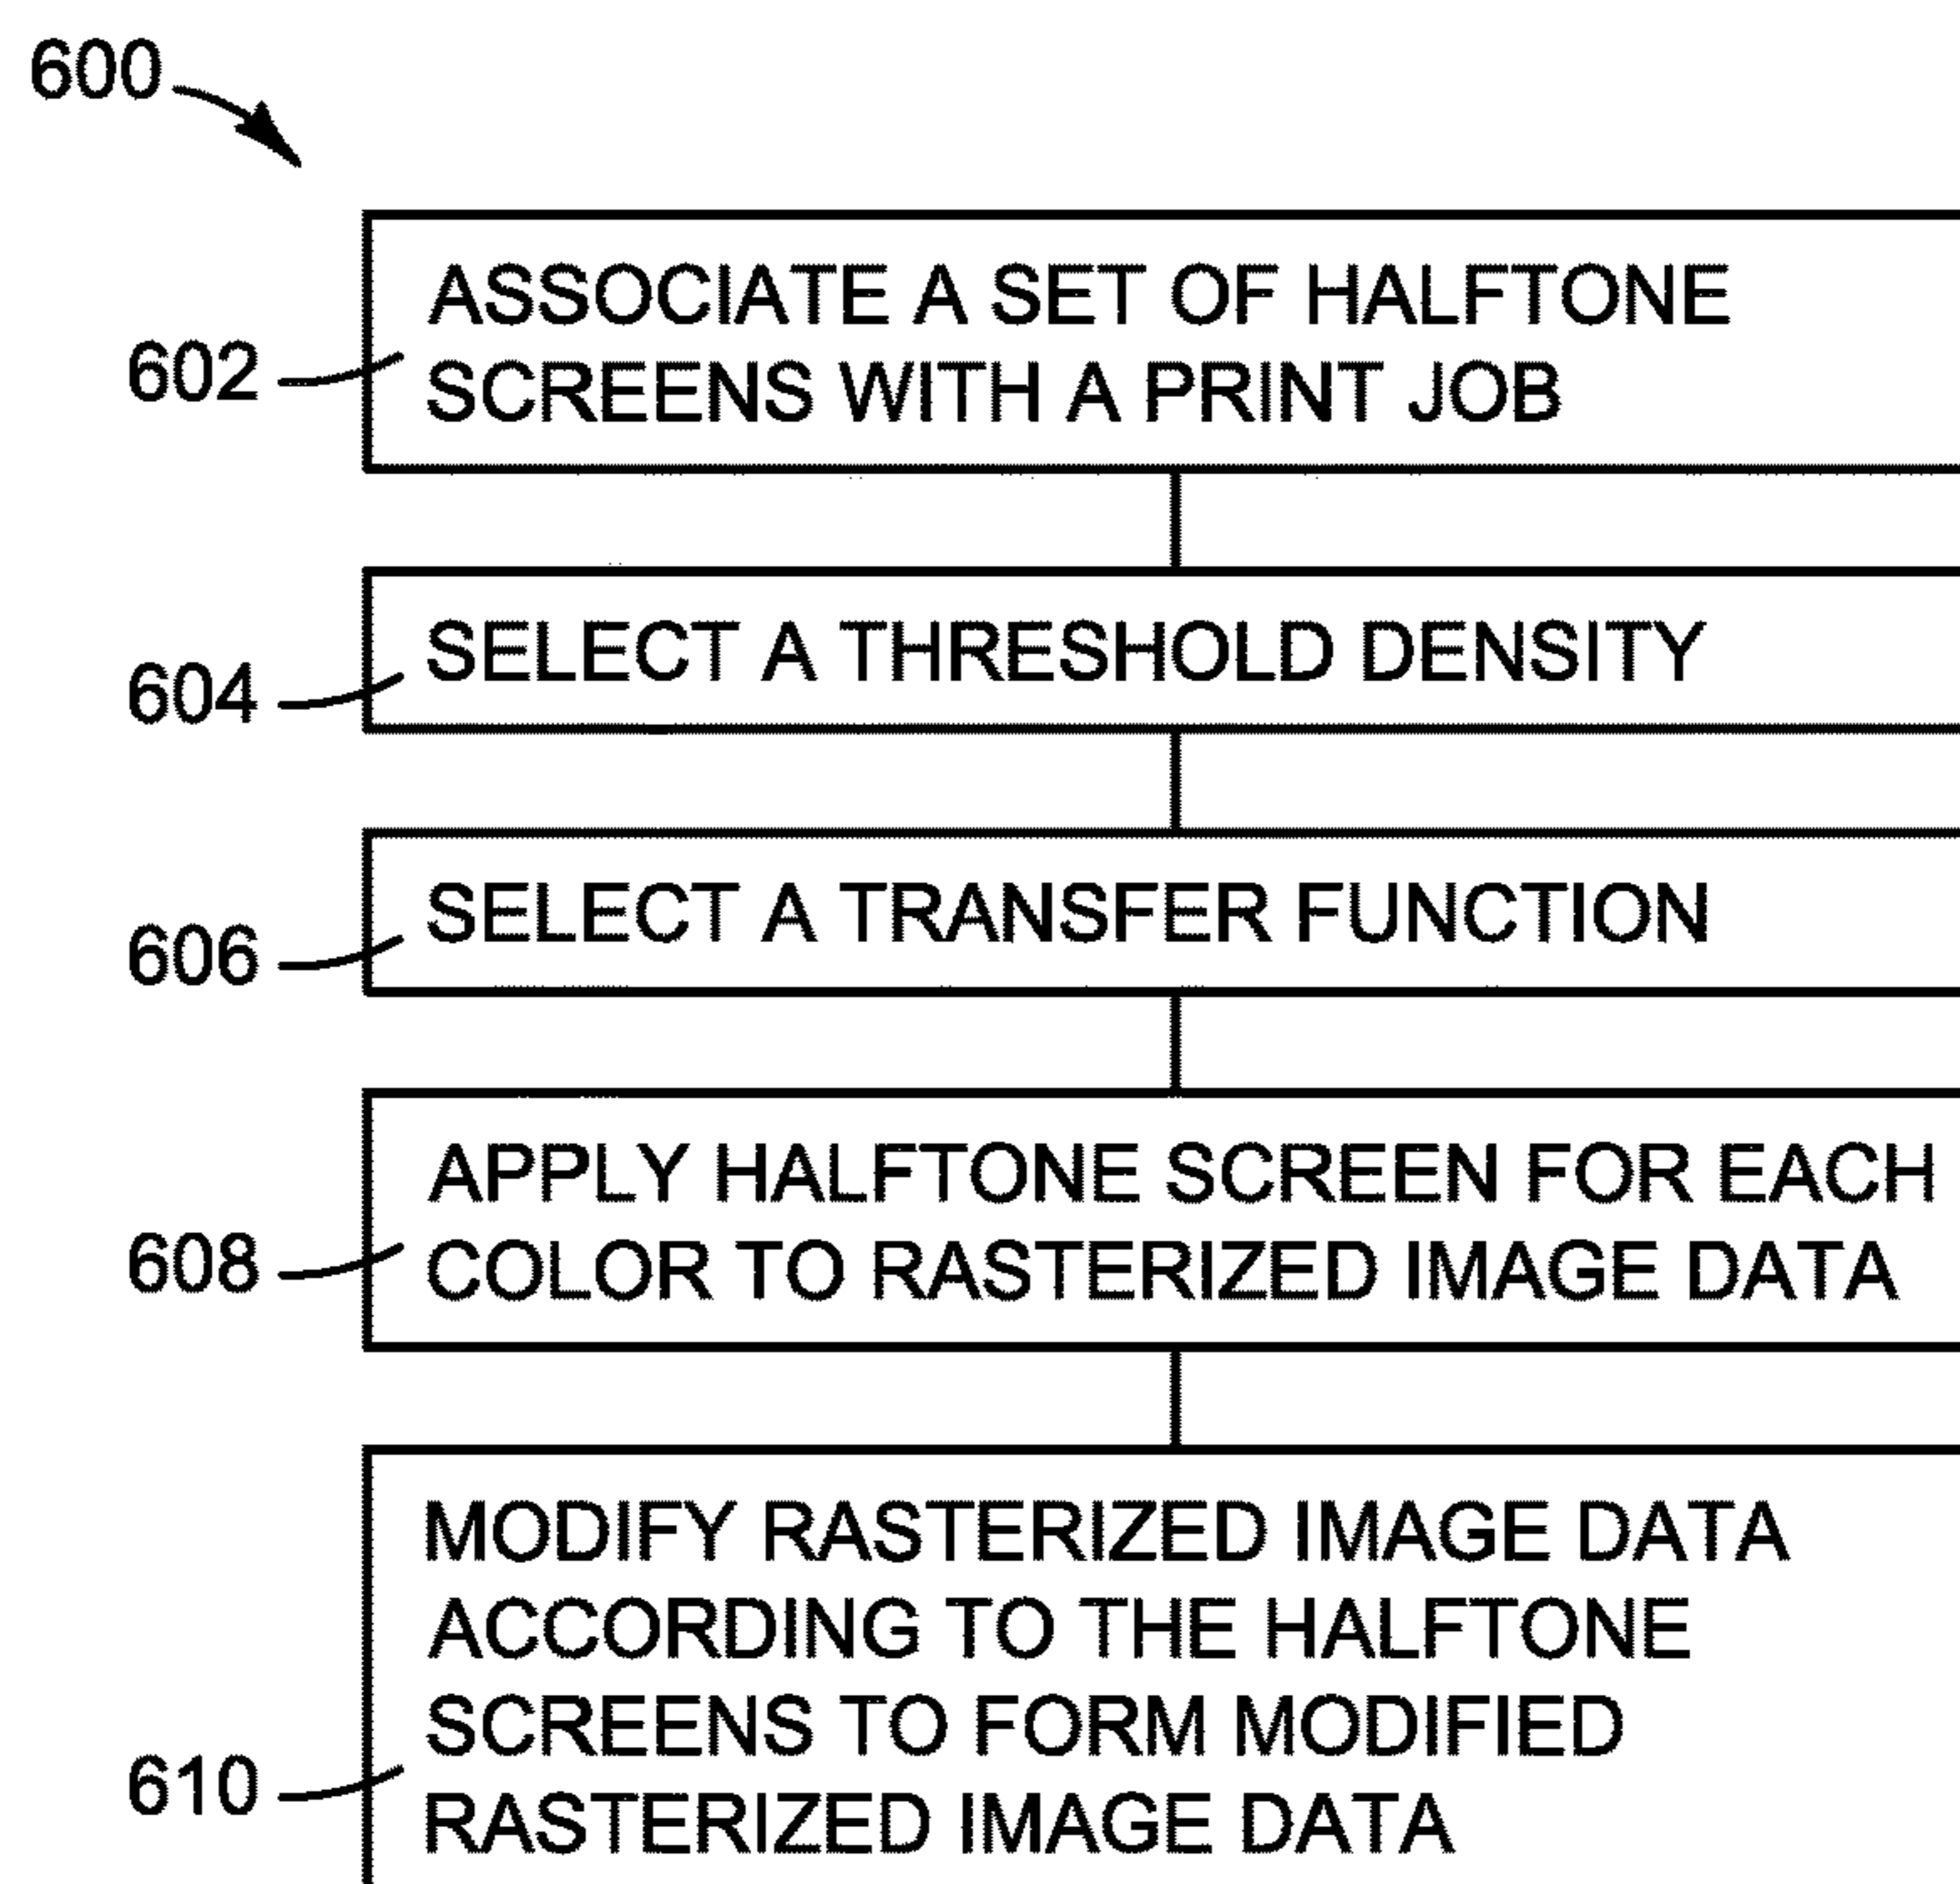 600
ASSOCIATE A SET OF HALFTONE
SCREENS WITH A PRINT JOB
602
SELECT A THRESHOLD DENSITY
604
SELECT A TRANSFER FUNCTION
606
APPLY HALFTONE SCREEN FOR EACH
COLOR TO RASTERIZED IMAGE DATA
608
MODIFY RASTERIZED IMAGE DATA
ACCORDING TO THE HALFTONE
SCREENS TO FORM MODIFIED
RASTERIZED IMAGE DATA
610